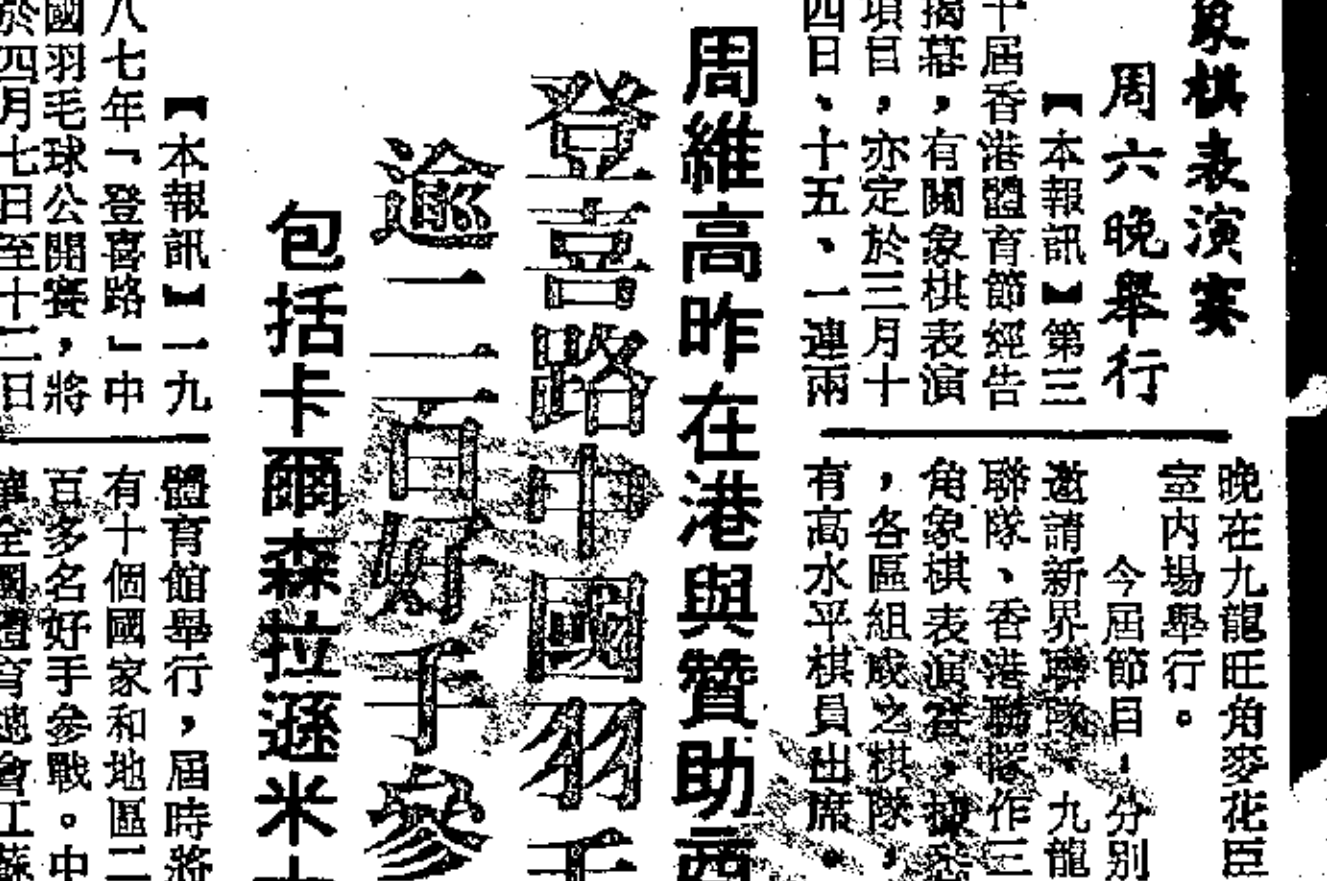 象棋表演賽
周六晚舉行
【本報訊】第三
十屆香港體育節經告
揭幕，有關象棋表演
項目，亦定於三月十
四日、十五、一連兩
晚在九龍旺角麥花臣
室內場舉行。
今屆節目，分別
邀請新界聯隊、九龍
聯隊、香港聯隊作三
角象棋表演賽，
，各區組成之棋隊，
有高水平棋員出席。
周維高昨在港與贊助
登喜路中國羽毛
逾二百好手參
包括卡爾森拉遜米
【本報訊】一九
八七年「登喜路」中
國羽毛球公開賽，將
於四月七日至十二日
體育館舉行，屆時將
有十個國家和地區二
百多名好手參戰。中
華全國體育總會江蘇